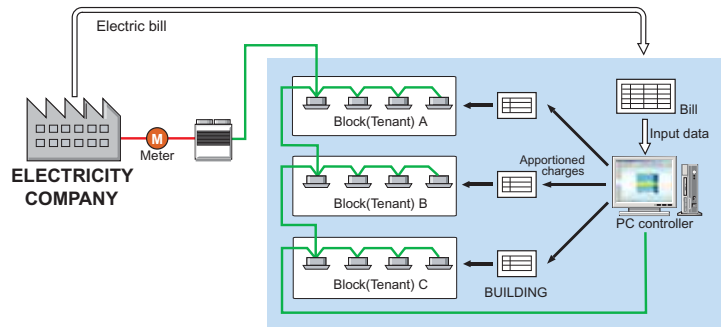 Electric bill
M
Meter
ELECTRICITY
COMPANY
Block(Tenant) A
Block(Tenant) B
Block(Tenant) C
Apportioned
charges
BUILDING
Bill
Input data
PC controller